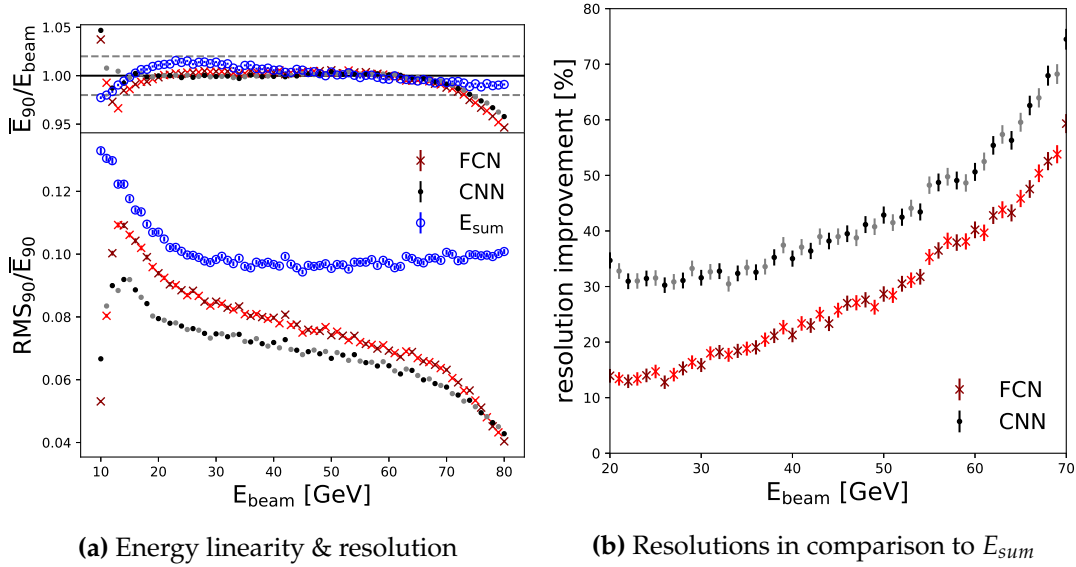 1.05
1.00
0.95
E̅90/Ebeam
FCN
CNN
Esum
0.12
0.10
0.08
0.06
0.04
RMS90/E̅90
10 20 30 40 50 60 70 80
Ebeam [GeV]
(a) Energy linearity & resolution
80
70
60
50
40
30
20
10
0
resolution improvement [%]
FCN
CNN
20 30 40 50 60 70
Ebeam [GeV]
(b) Resolutions in comparison to Esum